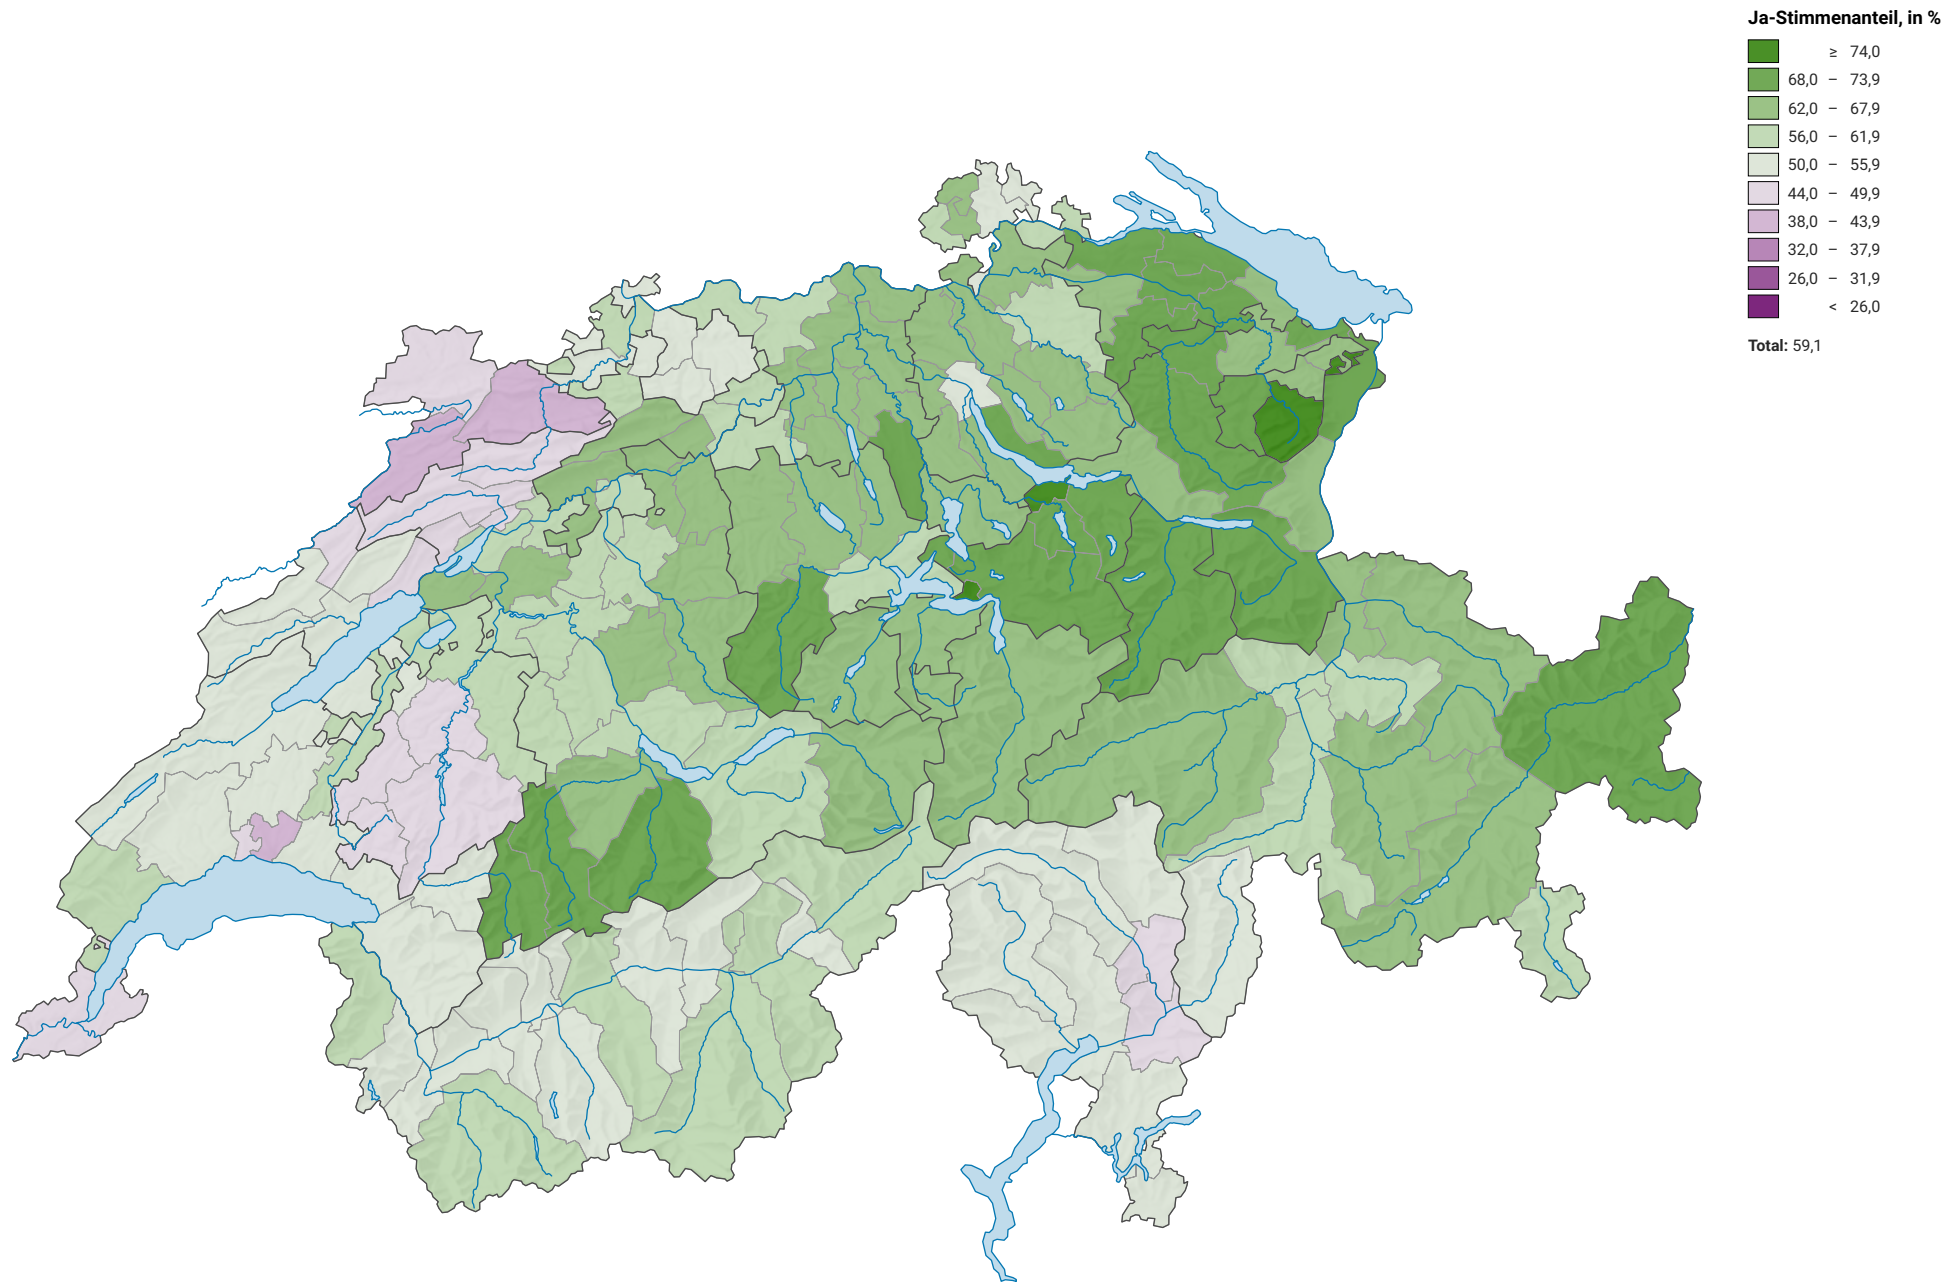 Ja-Stimmenanteil, in %
≥ 74,0
68,0 – 73,9
62,0 – 67,9
56,0 – 61,9
50,0 – 55,9
44,0 – 49,9
38,0 – 43,9
32,0 – 37,9
26,0 – 31,9
< 26,0
Total: 59,1